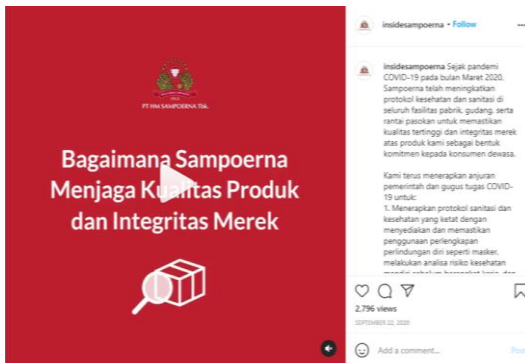 PT HM SAMPOERNA Tbk.
Bagaimana Sampoerna
Menjaga Kualitas Produk
dan Integritas Merek
insidesampoerna • Follow
insidesampoerna Sejak pandemi
COVID-19 pada bulan Maret 2020,
Sampoerna telah meningkatkan
protokol kesehatan dan sanitasi di
seluruh fasilitas pabrik, gudang, serta
rantai pasokan untuk memastikan
kualitas tertinggi dan integritas merek
atas produk kami sebagai bentuk
komitmen kepada konsumen dewasa.
Kami terus menerapkan anjuran
pemerintah dan gugus tugas COVID-
19 untuk:
1. Menerapkan protokol sanitasi dan
kesehatan yang ketat dengan
menyediakan dan memastikan
penggunaan perlengkapan
perlindungan diri seperti masker,
melakukan analisa risiko kesehatan
2.796 views
SEPTEMBER 22, 2020
Add a comment...
Post